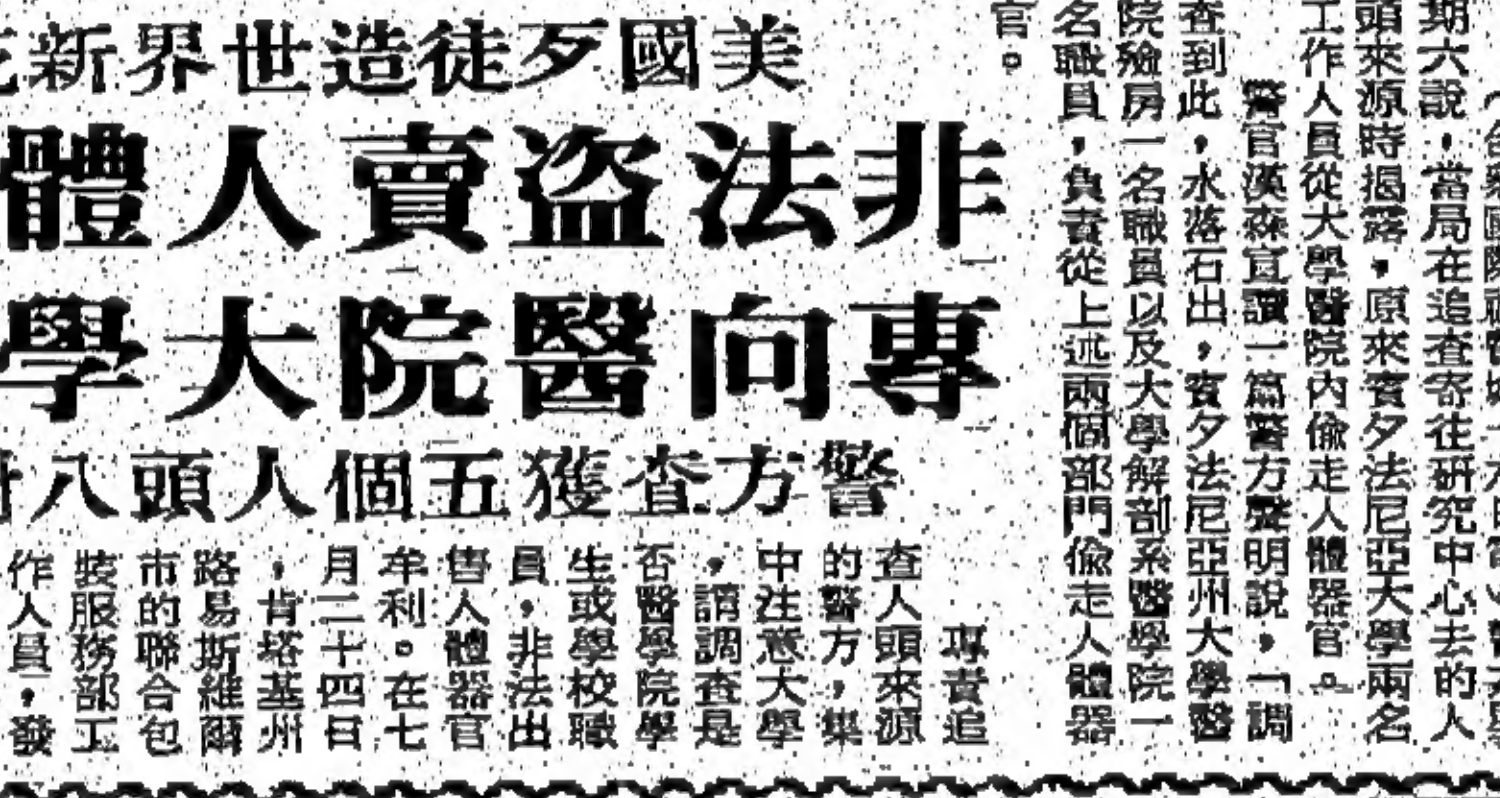 美國歹徒造世界新
非法盜賣人體
專向醫院大學
警方查獲五個人頭八
期六說，當局在追查寄往研究中心去的人
頭來源時揭露，原來賓夕法尼亞大學兩名
工作人員從大學醫院內偷走人體器官。
警官漢森宣讀一篇警方聲明說，「調
查到此，水落石出，賓夕法尼亞州大學醫
院殮房一名職員以及大學解剖系醫學院一
名職員，負責從上述兩個部門偷走人體器
官。
專責追
查人頭來源
的警方，集
中注意大學
，謂調查是
否醫學院學
生或學校職
員，非法出
售人體器官
牟利。在七
月二十四日
，肯塔基州
路易斯維爾
市的聯合包
裝服務部工
作人員，發